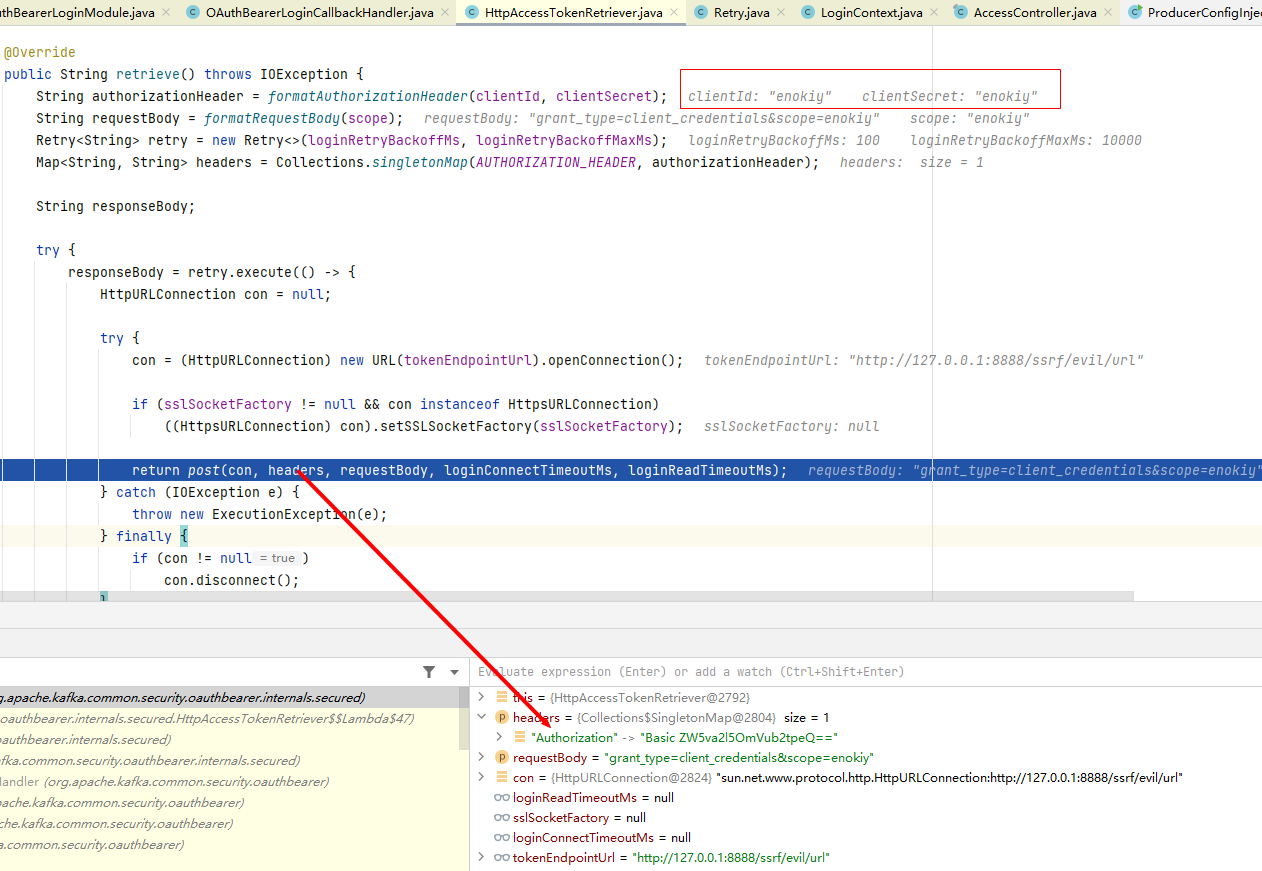 uthBearerLoginModule.java × OAuthBearerLoginCallbackHandler.java × HttpAccessTokenRetriever.java × Retry.java × LoginContext.java × AccessController.java × ProducerConfigInjec
@Override
public String retrieve() throws IOException {
String authorizationHeader = formatAuthorizationHeader(clientId, clientSecret); clientId: "enokiy" clientSecret: "enokiy"
String requestBody = formatRequestBody(scope); requestBody: "grant_type=client_credentials&scope=enokiy" scope: "enokiy"
Retry<String> retry = new Retry<>(loginRetryBackoffMs, loginRetryBackoffMaxMs); loginRetryBackoffMs: 100 loginRetryBackoffMaxMs: 10000
Map<String, String> headers = Collections.singletonMap(AUTHORIZATION_HEADER, authorizationHeader); headers: size = 1
String responseBody;
try {
responseBody = retry.execute(() -> {
HttpURLConnection con = null;
try {
con = (HttpURLConnection) new URL(tokenEndpointUrl).openConnection(); tokenEndpointUrl: "http://127.0.0.1:8888/ssrf/evil/url"
if (sslSocketFactory != null && con instanceof HttpsURLConnection)
((HttpsURLConnection) con).setSSLSocketFactory(sslSocketFactory); sslSocketFactory: null
return post(con, headers, requestBody, loginConnectTimeoutMs, loginReadTimeoutMs); requestBody: "grant_type=client_credentials&scope=enokiy"
} catch (IOException e) {
throw new ExecutionException(e);
} finally {
if (con != null = true )
con.disconnect();
}
Evaluate expression (Enter) or add a watch (Ctrl+Shift+Enter)
g.apache.kafka.common.security.oauthbearer.internals.secured)
oauthbearer.internals.secured.HttpAccessTokenRetriever$$Lambda$47)
oauthbearer.internals.secured)
fka.common.security.oauthbearer.internals.secured)
Handler (org.apache.kafka.common.security.oauthbearer)
pache.kafka.common.security.oauthbearer)
che.kafka.common.security.oauthbearer)
a.common.security.oauthbearer)
this = {HttpAccessTokenRetriever@2792}
headers = {Collections$SingletonMap@2804} size = 1
"Authorization" -> "Basic ZW5va2l5OmVub2tpeQ=="
requestBody = "grant_type=client_credentials&scope=enokiy"
con = {HttpURLConnection@2824} "sun.net.www.protocol.http.HttpURLConnection:http://127.0.0.1:8888/ssrf/evil/url"
loginReadTimeoutMs = null
sslSocketFactory = null
loginConnectTimeoutMs = null
tokenEndpointUrl = "http://127.0.0.1:8888/ssrf/evil/url"